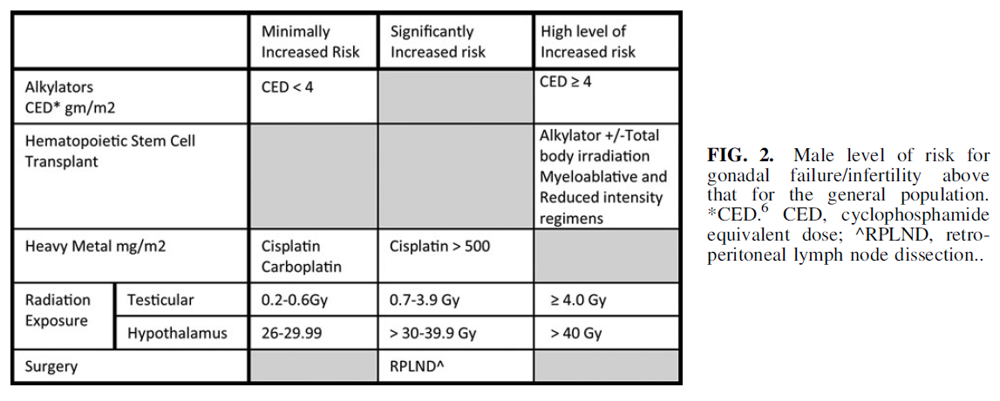 Minimally
Increased Risk
Significantly
Increased risk
High level of
Increased risk
Alkylators
CED* gm/m2
CED < 4
CED ≥ 4
Hematopoietic Stem Cell
Transplant
Alkylator +/-Total
body irradiation
Myeloablative and
Reduced intensity
regimens
Heavy Metal mg/m2
Cisplatin
Carboplatin
Cisplatin > 500
Radiation
Exposure
Testicular
0.2-0.6Gy
0.7-3.9 Gy
≥ 4.0 Gy
Hypothalamus
26-29.99
> 30-39.9 Gy
> 40 Gy
Surgery
RPLND^
FIG. 2. Male level of risk for
gonadal failure/infertility above
that for the general population.
*CED.6 CED, cyclophosphamide
equivalent dose; ^RPLND, retro-
peritoneal lymph node dissection..